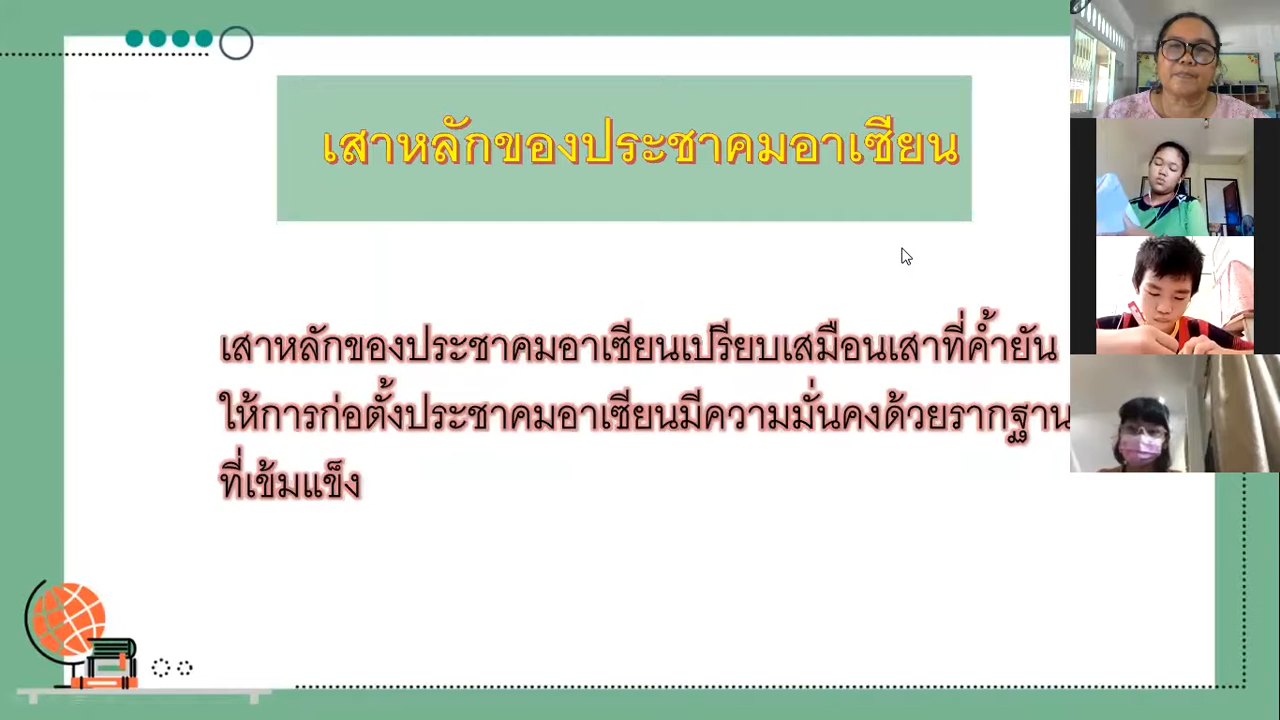 เสาหลักของประชาคมอาเซียน
เสาหลักของประชาคมอาเซียนเปรียบเสมือนเสาที่ค้ำยัน
ให้การก่อตั้งประชาคมอาเซียนมีความมั่นคงด้วยรากฐาน
ที่เข้มแข็ง